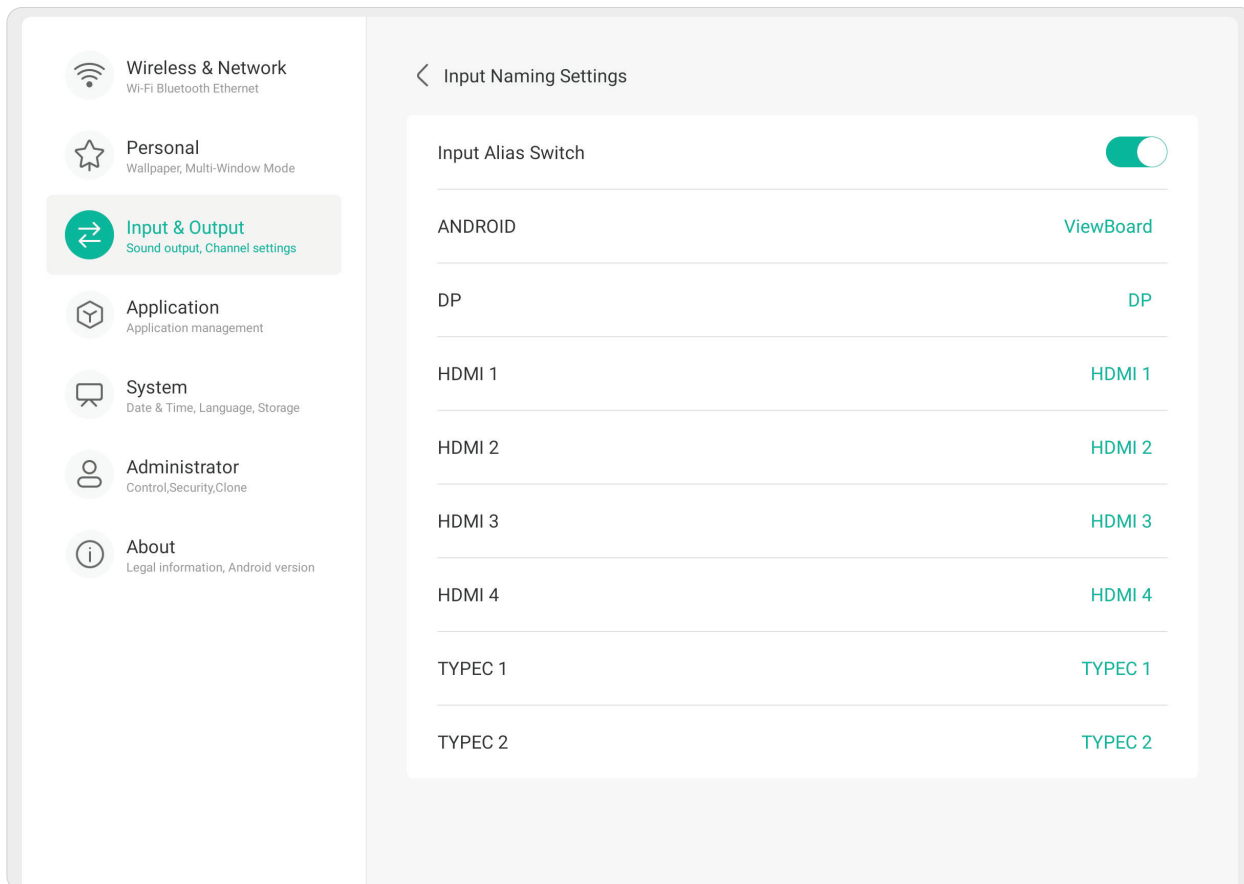 Wireless & Network
Wi-Fi Bluetooth Ethernet
Personal
Wallpaper, Multi-Window Mode
Input & Output
Sound output, Channel settings
Application
Application management
System
Date & Time, Language, Storage
Administrator
Control,Security,Clone
About
Legal information, Android version
Input Naming Settings
Input Alias Switch
ANDROID ViewBoard
DP DP
HDMI 1 HDMI 1
HDMI 2 HDMI 2
HDMI 3 HDMI 3
HDMI 4 HDMI 4
TYPEC 1 TYPEC 1
TYPEC 2 TYPEC 2